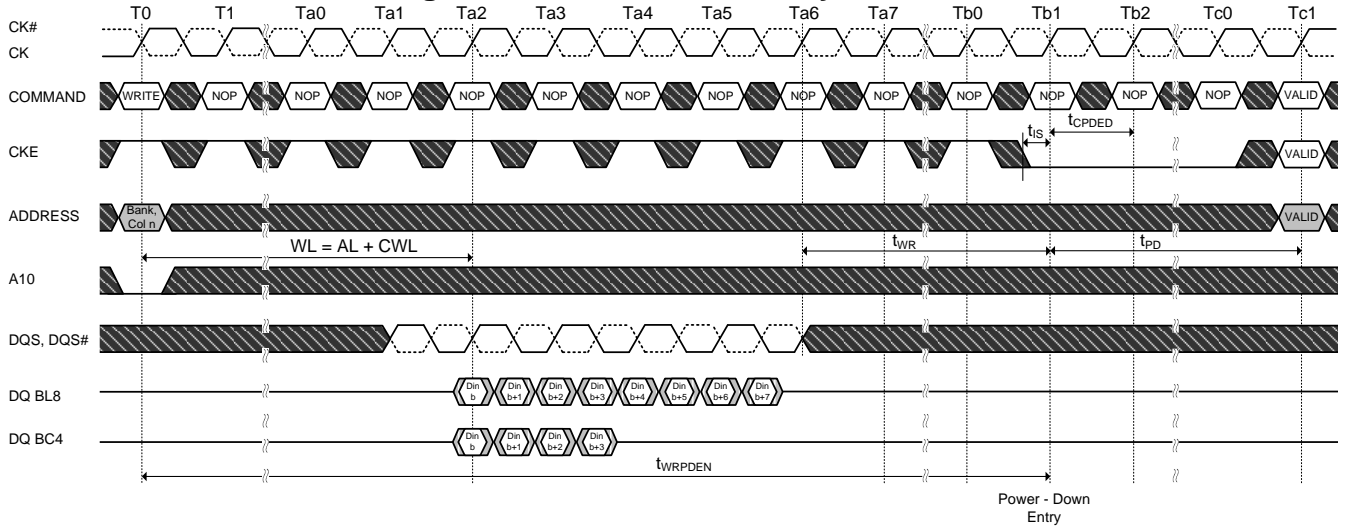 T0 T1 Ta0 Ta1 Ta2 Ta3 Ta4 Ta5 Ta6 Ta7 Tb0 Tb1 Tb2 Tc0 Tc1
CK#
CK
COMMAND WRITE NOP NOP NOP NOP NOP NOP NOP NOP NOP NOP NOP NOP NOP VALID
tIS tCPDED
CKE VALID
ADDRESS Bank, Col n VALID
WL = AL + CWL tWR tPD
A10
DQS, DQS#
DQ BL8 Din b Din b+1 Din b+2 Din b+3 Din b+4 Din b+5 Din b+6 Din b+7
DQ BC4 Din b Din b+1 Din b+2 Din b+3
tWRPDEN
Power - Down
Entry